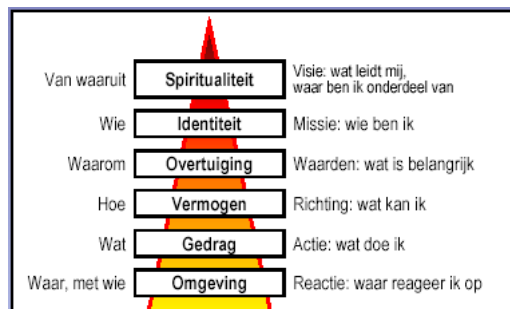 Van waaruit Spiritualiteit Visie: wat leidt mij,
waar ben ik onderdeel van
Wie Identiteit Missie: wie ben ik
Waarom Overtuiging Waarden: wat is belangrijk
Hoe Vermogen Richting: wat kan ik
Wat Gedrag Actie: wat doe ik
Waar, met wie Omgeving Reactie: waar reageer ik op